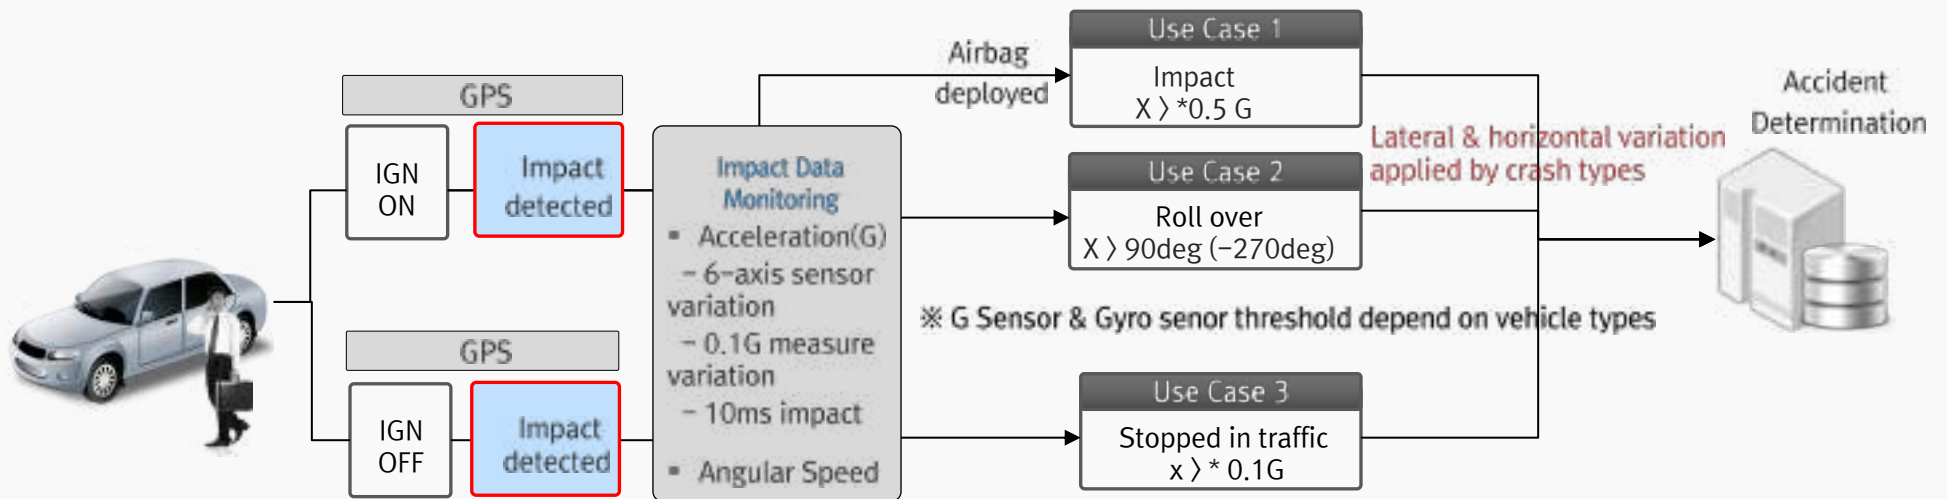 GPS
IGN
ON
Impact
detected
GPS
IGN
OFF
Impact
detected
Impact Data
Monitoring
▪ Acceleration(G)
- 6-axis sensor
variation
- 0.1G measure
variation
- 10ms impact
▪ Angular Speed
Airbag
deployed
Use Case 1
Impact
X 〉*0.5 G
Use Case 2
Roll over
X 〉90deg (-270deg)
Lateral & horizontal variation
applied by crash types
※ G Sensor & Gyro senor threshold depend on vehicle types
Use Case 3
Stopped in traffic
x 〉* 0.1G
Accident
Determination